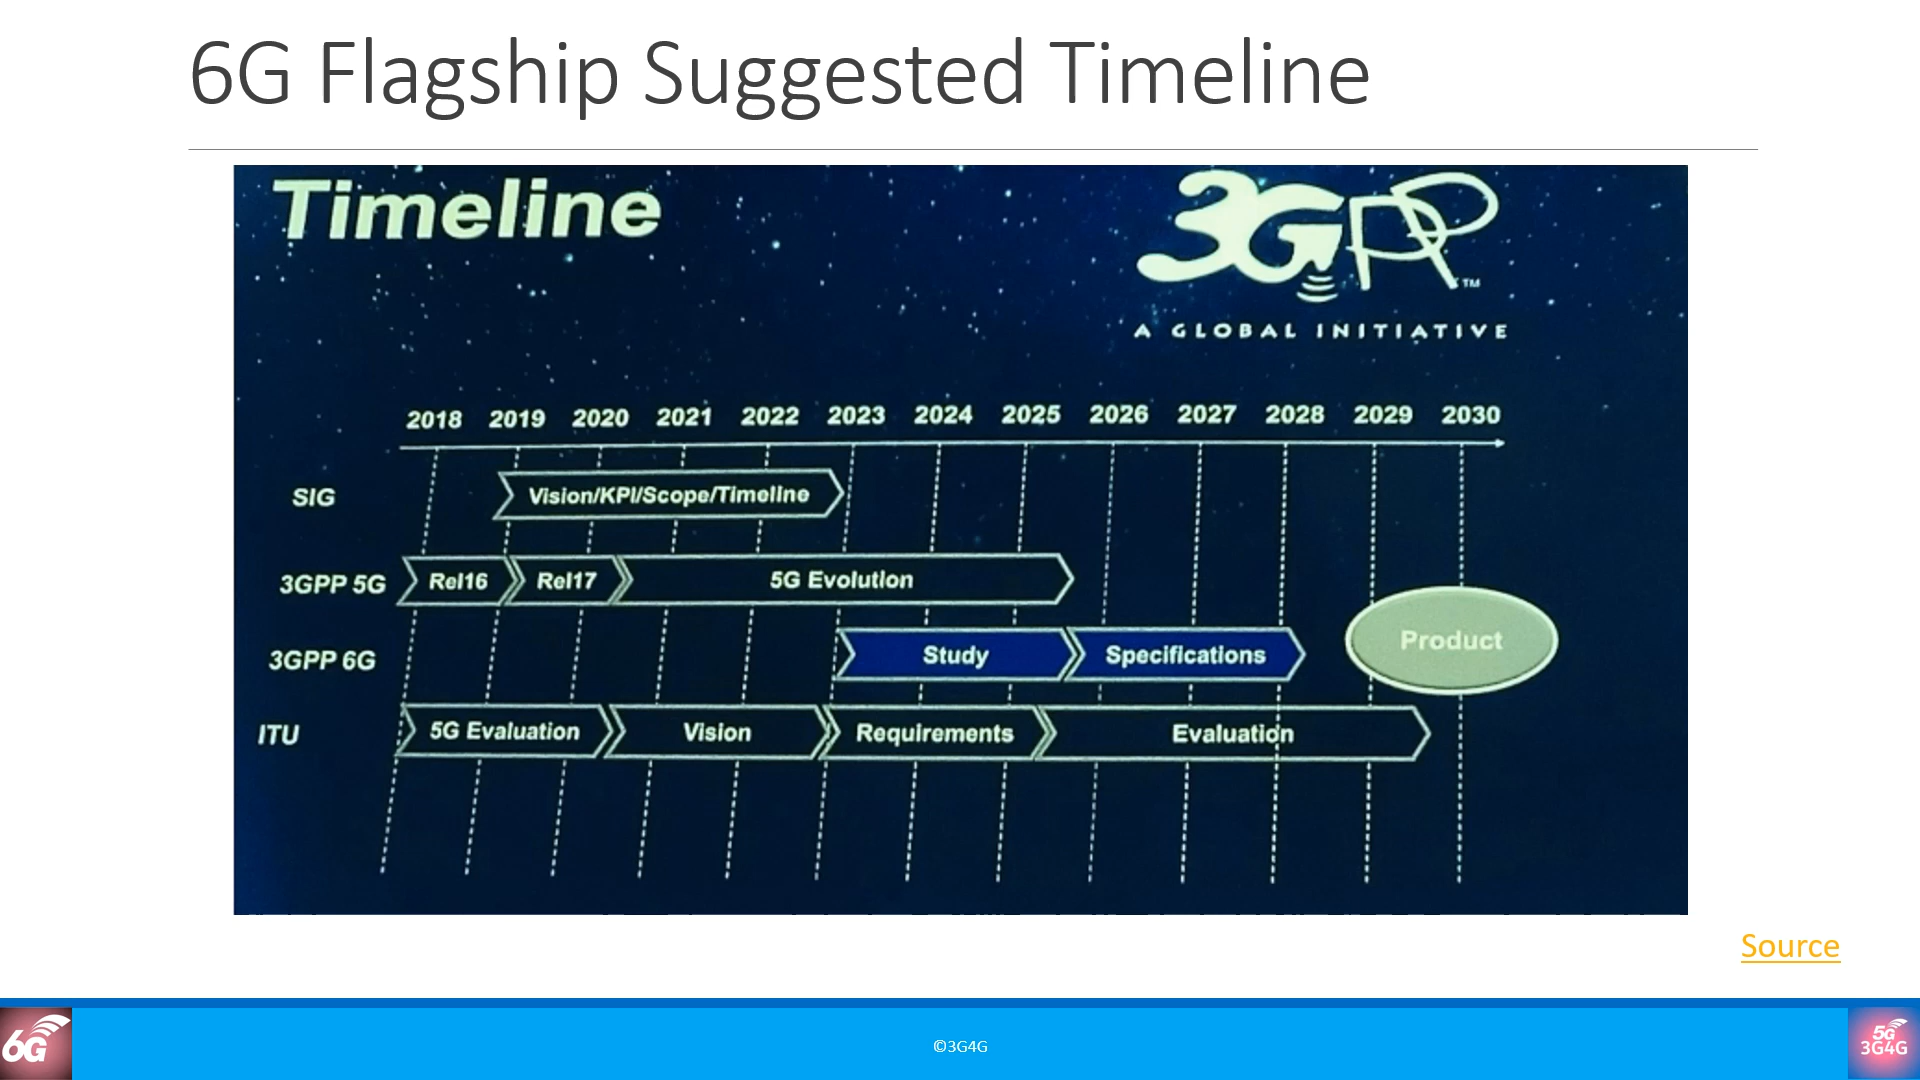 6G Flagship Suggested Timeline
Timeline
3GPP™
A GLOBAL INITIATIVE
2018 2019 2020 2021 2022 2023 2024 2025 2026 2027 2028 2029 2030
SIG Vision/KPI/Scope/Timeline
3GPP 5G Rel16 Rel17 5G Evolution
3GPP 6G Study Specifications
Product
ITU 5G Evaluation Vision Requirements Evaluation
Source
6G
©3G4G
5G
3G4G